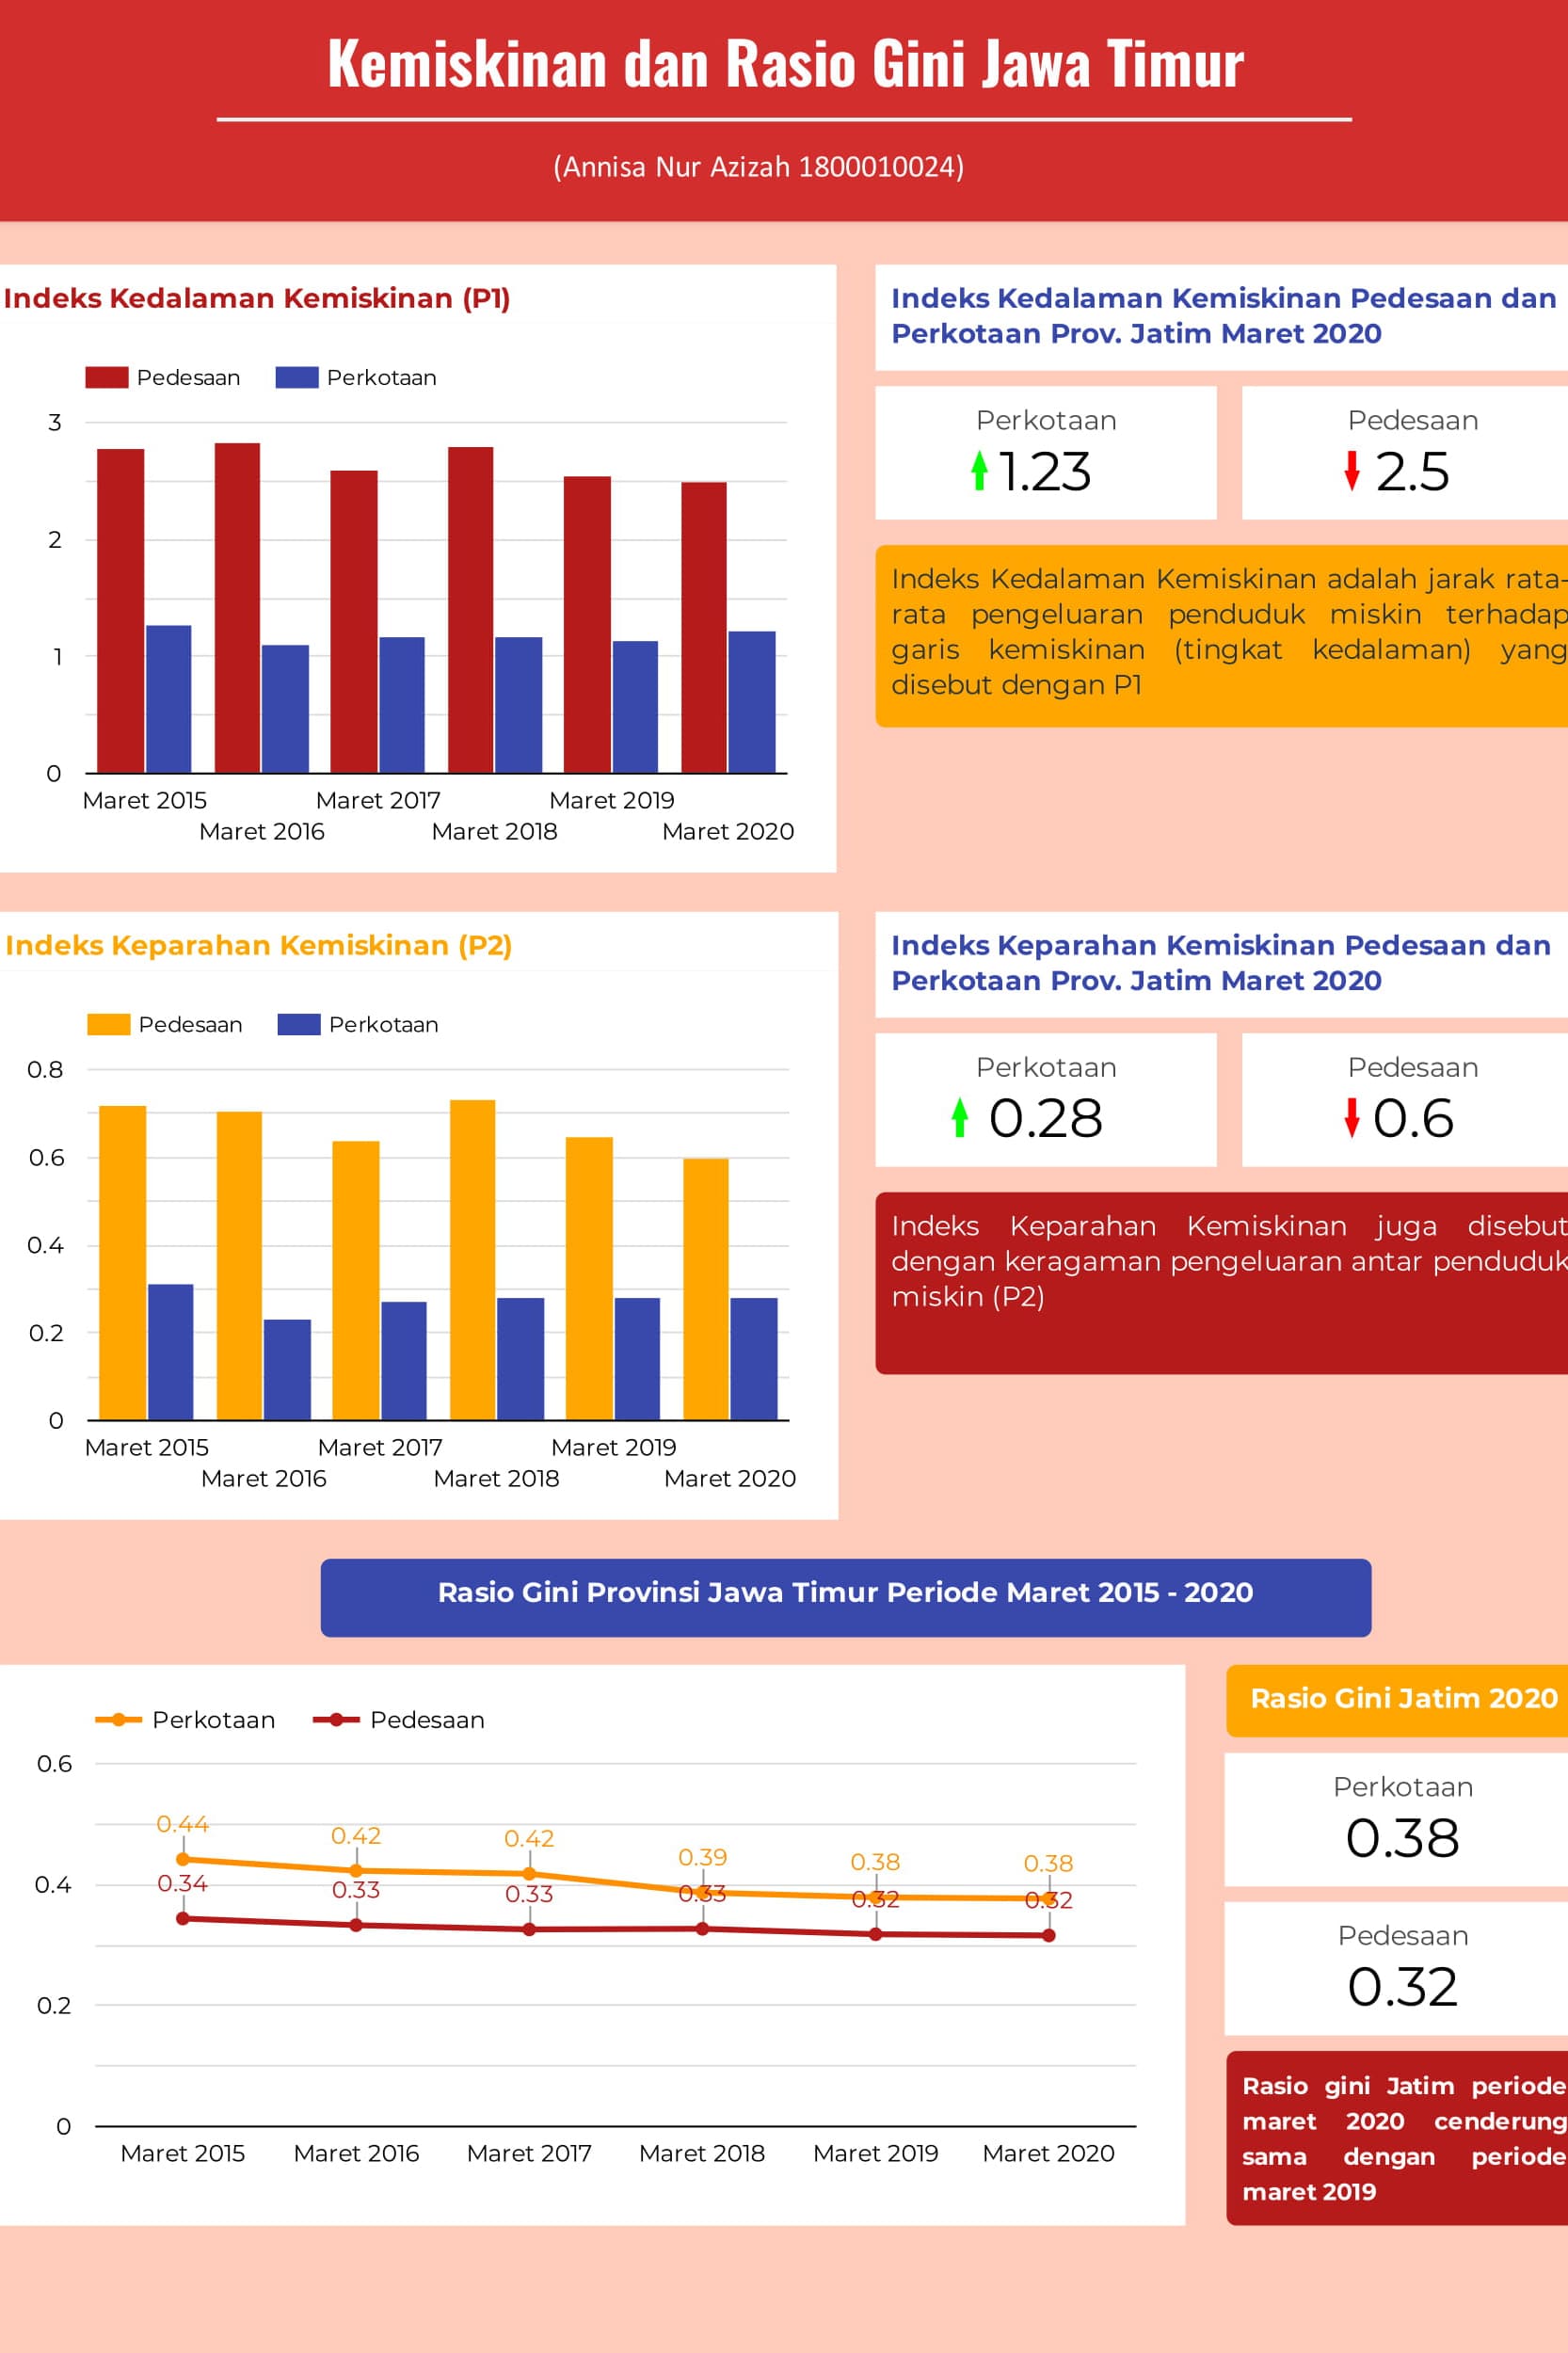 Kemiskinan dan Rasio Gini Jawa Timur
(Annisa Nur Azizah 1800010024)
Indeks Kedalaman Kemiskinan (P1)
Pedesaan Perkotaan
3
2
1
0
Maret 2015 Maret 2017 Maret 2019
Maret 2016 Maret 2018 Maret 2020
Indeks Kedalaman Kemiskinan Pedesaan dan
Perkotaan Prov. Jatim Maret 2020
Perkotaan
1.23
Pedesaan
2.5
Indeks Kedalaman Kemiskinan adalah jarak rata-
rata pengeluaran penduduk miskin terhadap
garis kemiskinan (tingkat kedalaman) yang
disebut dengan P1
Indeks Keparahan Kemiskinan (P2)
Pedesaan Perkotaan
0.8
0.6
0.4
0.2
0
Maret 2015 Maret 2017 Maret 2019
Maret 2016 Maret 2018 Maret 2020
Indeks Keparahan Kemiskinan Pedesaan dan
Perkotaan Prov. Jatim Maret 2020
Perkotaan
0.28
Pedesaan
0.6
Indeks Keparahan Kemiskinan juga disebut
dengan keragaman pengeluaran antar penduduk
miskin (P2)
Rasio Gini Provinsi Jawa Timur Periode Maret 2015 - 2020
Perkotaan Pedesaan
0.6
0.44 0.42 0.42 0.39 0.38 0.38
0.4
0.34 0.33 0.33 0.33 0.32 0.32
0.2
0
Maret 2015 Maret 2016 Maret 2017 Maret 2018 Maret 2019 Maret 2020
Rasio Gini Jatim 2020
Perkotaan
0.38
Pedesaan
0.32
Rasio gini Jatim periode
maret 2020 cenderung
sama dengan periode
maret 2019